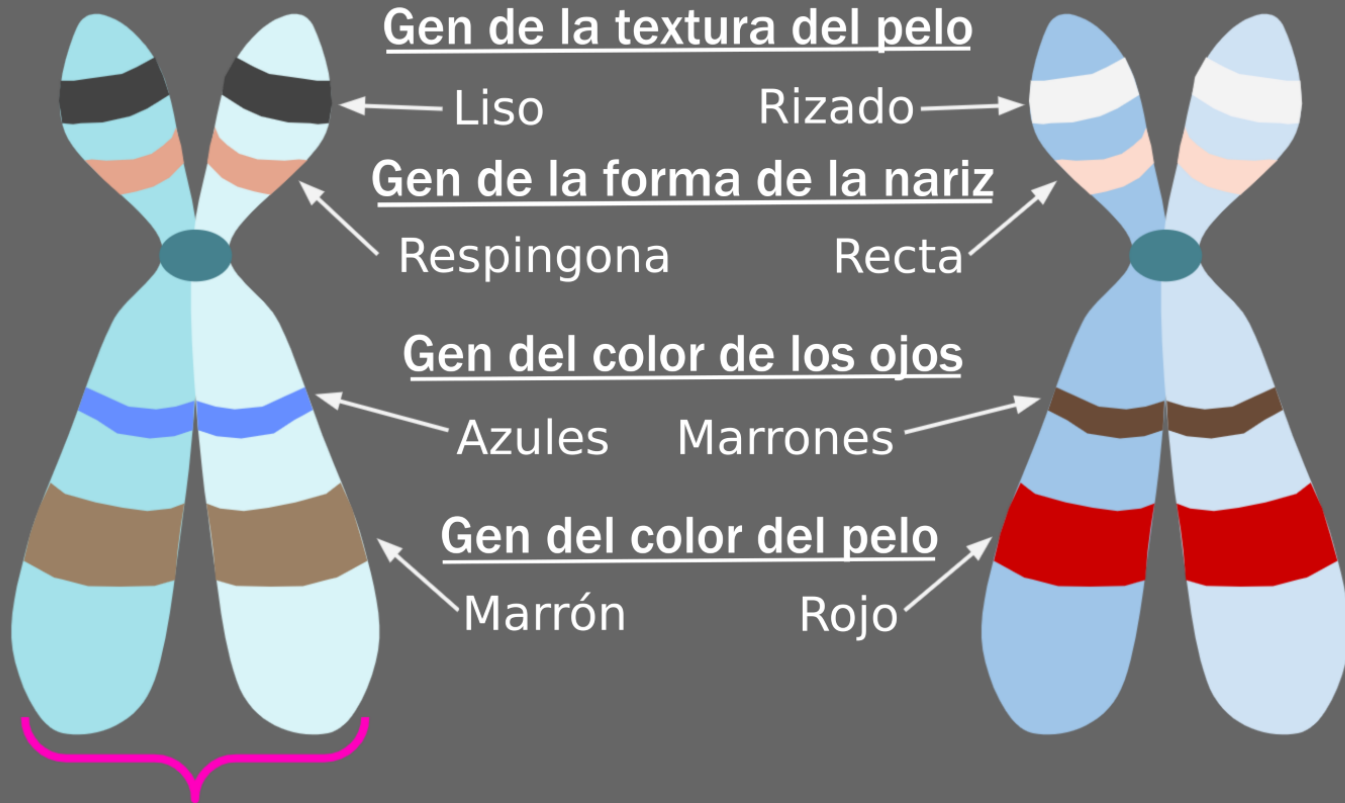 Gen de la textura del pelo
Liso Rizado
Gen de la forma de la nariz
Respingona Recta
Gen del color de los ojos
Azules Marrones
Gen del color del pelo
Marrón Rojo